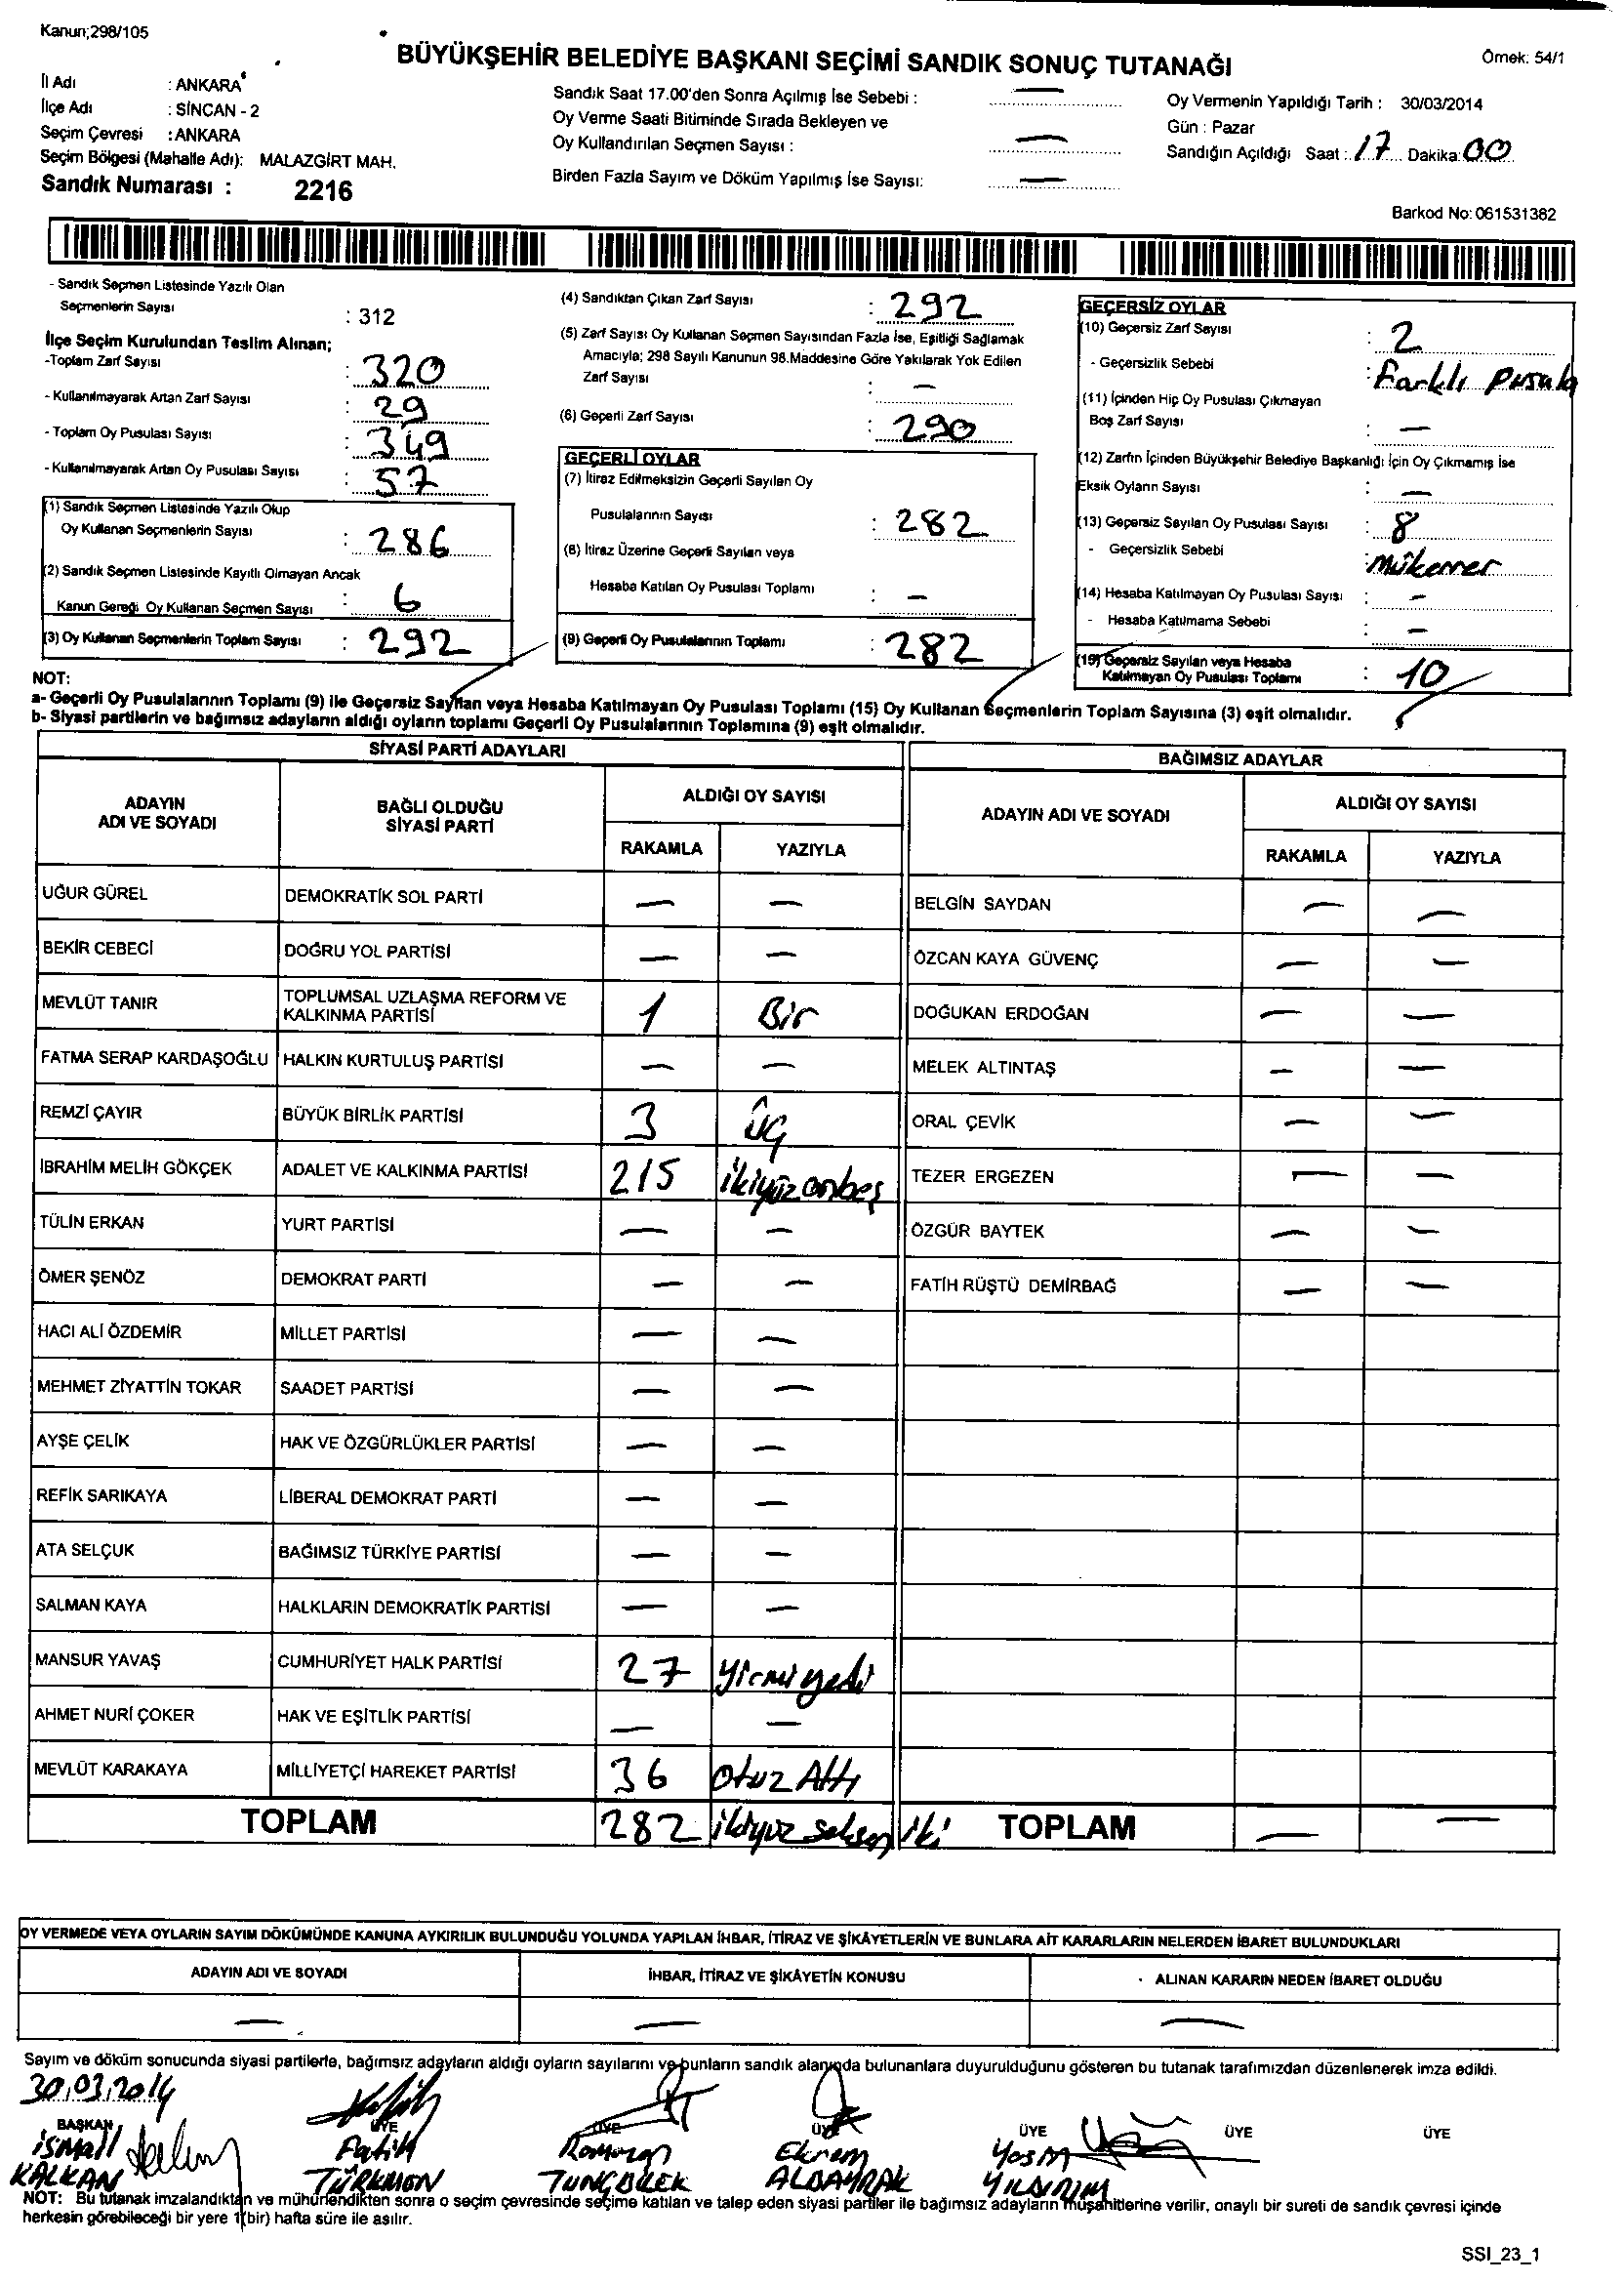 Kanun;298/105
BÜYÜKŞEHİR BELEDİYE BAŞKANI SEÇİMİ SANDIK SONUÇ TUTANAĞI
Örnek: 54/1
İl Adı : ANKARA
İlçe Adı : SİNCAN - 2
Seçim Çevresi : ANKARA
Seçim Bölgesi (Mahalle Adı): MALAZGİRT MAH.
Sandık Numarası : 2216
Sandık Saat 17.00'den Sonra Açılmış İse Sebebi : —
Oy Verme Saati Bitiminde Sırada Bekleyen ve
Oy Kullandırılan Seçmen Sayısı : —
Birden Fazla Sayım ve Döküm Yapılmış İse Sayısı: —
Oy Vermenin Yapıldığı Tarih : 30/03/2014
Gün : Pazar
Sandığın Açıldığı Saat : 17 Dakika: 00
Barkod No: 061531382
- Sandık Seçmen Listesinde Yazılı Olan
Seçmenlerin Sayısı : 312
İlçe Seçim Kurulundan Teslim Alınan;
-Toplam Zarf Sayısı : 320
- Kullanılmayarak Artan Zarf Sayısı : 29
- Toplam Oy Pusulası Sayısı : 349
- Kullanılmayarak Artan Oy Pusulası Sayısı : 57
(1) Sandık Seçmen Listesinde Yazılı Olup
Oy Kullanan Seçmenlerin Sayısı : 286
(2) Sandık Seçmen Listesinde Kayıtlı Olmayan Ancak
Kanun Gereği Oy Kullanan Seçmen Sayısı : 6
(3) Oy Kullanan Seçmenlerin Toplam Sayısı : 292
(4) Sandıktan Çıkan Zarf Sayısı : 292
(5) Zarf Sayısı Oy Kullanan Seçmen Sayısından Fazla İse, Eşitliği Sağlamak
Amacıyla; 298 Sayılı Kanunun 98.Maddesine Göre Yakılarak Yok Edilen
Zarf Sayısı : —
(6) Geçerli Zarf Sayısı : 290
GEÇERLİ OYLAR
(7) İtiraz Edilmeksizin Geçerli Sayılan Oy
Pusulalarının Sayısı : 282
(8) İtiraz Üzerine Geçerli Sayılan veya
Hesaba Katılan Oy Pusulası Toplamı : —
(9) Geçerli Oy Pusulalarının Toplamı : 282
GEÇERSİZ OYLAR
(10) Geçersiz Zarf Sayısı : 2
- Geçersizlik Sebebi : Farklı Pusula
(11) İçinden Hiç Oy Pusulası Çıkmayan
Boş Zarf Sayısı : —
(12) Zarfın İçinden Büyükşehir Belediye Başkanlığı İçin Oy Çıkmamış İse
Eksik Oyların Sayısı : —
(13) Geçersiz Sayılan Oy Pusulası Sayısı : 8
- Geçersizlik Sebebi : Mükerrer
(14) Hesaba Katılmayan Oy Pusulası Sayısı : —
- Hesaba Katılmama Sebebi : —
(15) Geçersiz Sayılan veya Hesaba
Katılmayan Oy Pusulası Toplamı : 10
NOT:
a- Geçerli Oy Pusulalarının Toplamı (9) ile Geçersiz Sayılan veya Hesaba Katılmayan Oy Pusulası Toplamı (15) Oy Kullanan Seçmenlerin Toplam Sayısına (3) eşit olmalıdır.
b- Siyasi partilerin ve bağımsız adayların aldığı oyların toplamı Geçerli Oy Pusulalarının Toplamına (9) eşit olmalıdır.
SİYASİ PARTİ ADAYLARI
ADAYIN ADI VE SOYADI BAĞLI OLDUĞU SİYASİ PARTİ ALDIĞI OY SAYISI
RAKAMLA YAZIYLA
UĞUR GÜREL DEMOKRATİK SOL PARTİ — —
BEKİR CEBECİ DOĞRU YOL PARTİSİ — —
MEVLÜT TANIR TOPLUMSAL UZLAŞMA REFORM VE KALKINMA PARTİSİ 1 Bir
FATMA SERAP KARDAŞOĞLU HALKIN KURTULUŞ PARTİSİ — —
REMZİ ÇAYIR BÜYÜK BİRLİK PARTİSİ 3 üç
İBRAHİM MELİH GÖKÇEK ADALET VE KALKINMA PARTİSİ 215 ikiyüz onbeş
TÜLİN ERKAN YURT PARTİSİ — —
ÖMER ŞENÖZ DEMOKRAT PARTİ — —
HACI ALİ ÖZDEMİR MİLLET PARTİSİ — —
MEHMET ZİYATTİN TOKAR SAADET PARTİSİ — —
AYŞE ÇELİK HAK VE ÖZGÜRLÜKLER PARTİSİ — —
REFİK SARIKAYA LİBERAL DEMOKRAT PARTİ — —
ATA SELÇUK BAĞIMSIZ TÜRKİYE PARTİSİ — —
SALMAN KAYA HALKLARIN DEMOKRATİK PARTİSİ — —
MANSUR YAVAŞ CUMHURİYET HALK PARTİSİ 27 yirmi yedi
AHMET NURİ ÇOKER HAK VE EŞİTLİK PARTİSİ — —
MEVLÜT KARAKAYA MİLLİYETÇİ HAREKET PARTİSİ 36 otuz Altı
TOPLAM 282 ikiyüz seksen iki
BAĞIMSIZ ADAYLAR
ADAYIN ADI VE SOYADI ALDIĞI OY SAYISI
RAKAMLA YAZIYLA
BELGİN SAYDAN — —
ÖZCAN KAYA GÜVENÇ — —
DOĞUKAN ERDOĞAN — —
MELEK ALTINTAŞ — —
ORAL ÇEVİK — —
TEZER ERGEZEN — —
ÖZGÜR BAYTEK — —
FATİH RÜŞTÜ DEMİRBAĞ — —
TOPLAM — —
OY VERMEDE VEYA OYLARIN SAYIM DÖKÜMÜNDE KANUNA AYKIRILIK BULUNDUĞU YOLUNDA YAPILAN İHBAR, İTİRAZ VE ŞİKÂYETLERİN VE BUNLARA AİT KARARLARIN NELERDEN İBARET BULUNDUKLARI
ADAYIN ADI VE SOYADI İHBAR, İTİRAZ VE ŞİKÂYETİN KONUSU ALINAN KARARIN NEDEN İBARET OLDUĞU
— — —
Sayım ve döküm sonucunda siyasi partilerle, bağımsız adayların aldığı oyların sayılarını ve bunların sandık alanında bulunanlara duyurulduğunu gösteren bu tutanak tarafımızdan düzenlenerek imza edildi.
30.03.2014
BAŞKAN ÜYE ÜYE ÜYE ÜYE ÜYE ÜYE
ismail Fatih Ramazan Ekrem
KALKAN TÜRKMEN TUNCBİLEK ALBAYRAK YILDIRIM
NOT: Bu tutanak imzalandıktan ve mühürlendikten sonra o seçim çevresinde seçime katılan ve talep eden siyasi partiler ile bağımsız adayların müşahitlerine verilir, onaylı bir sureti de sandık çevresi içinde
herkesin görebileceği bir yere 1(bir) hafta süre ile asılır.
SSI_23_1